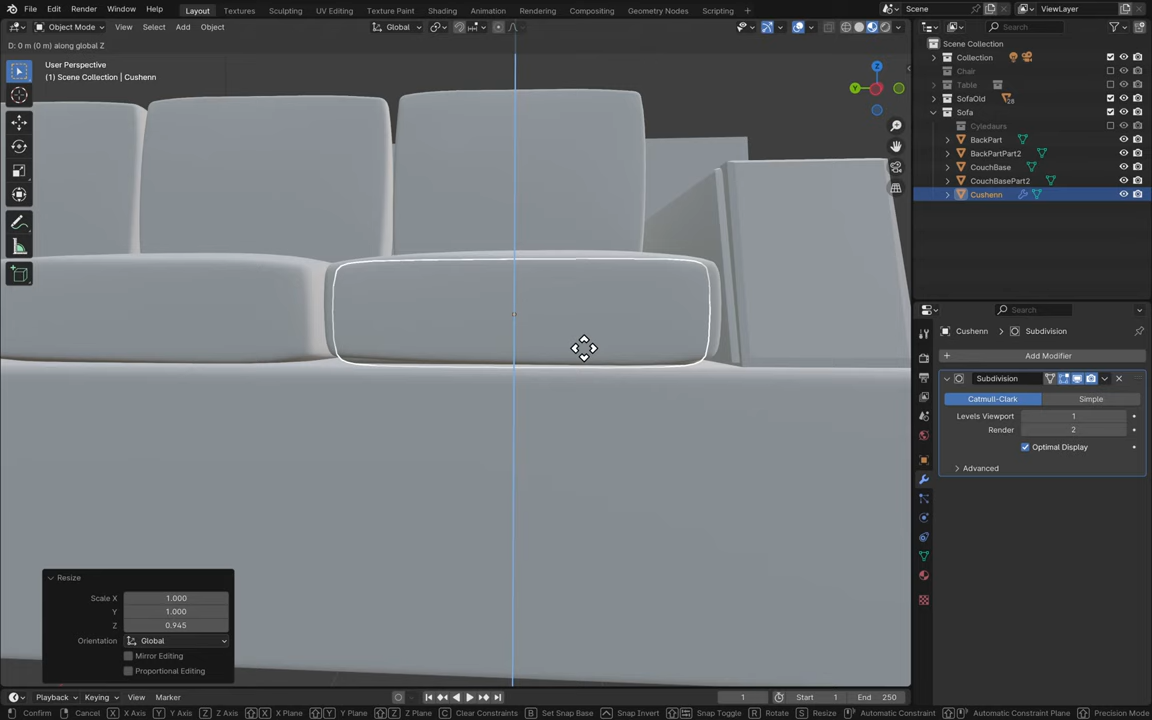 File Edit Render Window Help Layout Textures Sculpting UV Editing Texture Paint Shading Animation Rendering Compositing Geometry Nodes Scripting Scene ViewLayer
Object Mode View Select Add Object Global Search
D: 0 m (0 m) along global Z
User Perspective
(1) Scene Collection | Cushenn
Z
Y
Scene Collection
Collection
Chair
Table
SofaOld 28
Sofa
Cyledaurs
BackPart
BackPartPart2
CouchBase
CouchBasePart2
Cushenn
Search
Cushenn Subdivision
Add Modifier
Subdivision
Catmull-Clark Simple
Levels Viewport 1
Render 2
Optimal Display
Advanced
Resize
Scale X 1.000
Y 1.000
Z 0.945
Orientation Global
Mirror Editing
Proportional Editing
Playback Keying View Marker 1 Start 1 End 250
Confirm Cancel X X Axis Y Y Axis Z Z Axis X X Plane Y Y Plane Z Z Plane C Clear Constraints B Set Snap Base Snap Invert Snap Toggle G Move R Rotate S Resize Automatic Constraint Automatic Constraint Plane Precision Mode